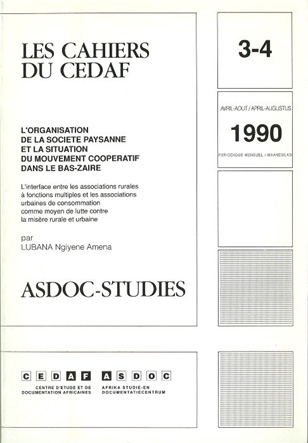 LES CAHIERS
DU CEDAF
3-4
AVRIL-AOUT / APRIL-AUGUSTUS
1990
PERIODIQUE MENSUEL / MAANDBLAD
L'ORGANISATION
DE LA SOCIETE PAYSANNE
ET LA SITUATION
DU MOUVEMENT COOPERATIF
DANS LE BAS-ZAIRE
L'interface entre les associations rurales
à fonctions multiples et les associations
urbaines de consommation
comme moyen de lutte contre
la misère rurale et urbaine
par
LUBANA Ngiyene Amena
ASDOC-STUDIES
CEDAF ASDOC
CENTRE D'ETUDE ET DE
DOCUMENTATION AFRICAINES
AFRIKA STUDIE-EN
DOCUMENTATIECENTRUM